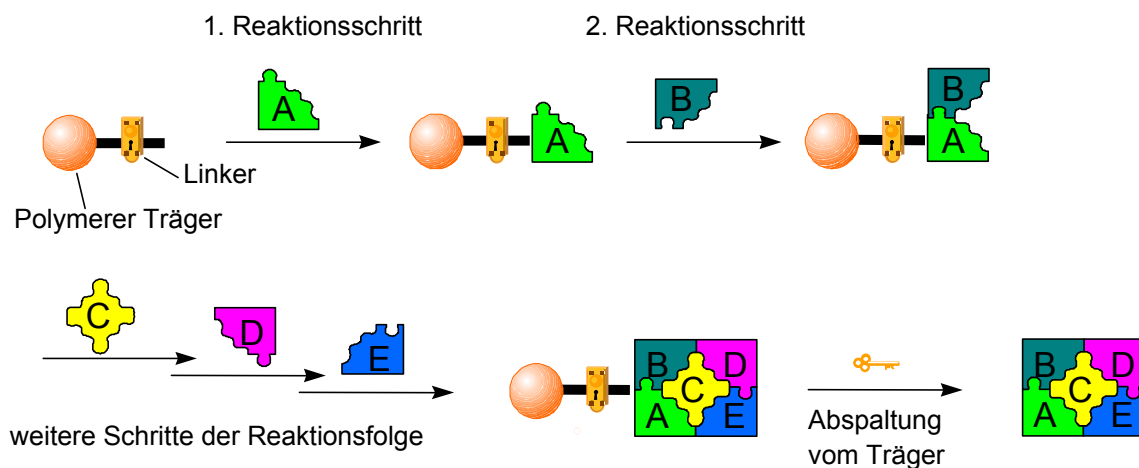 1. Reaktionsschritt
2. Reaktionsschritt
A
A
B
B
A
Linker
Polymerer Träger
C
D
E
B
D
C
A
E
B
D
C
A
E
weitere Schritte der Reaktionsfolge
Abspaltung
vom Träger